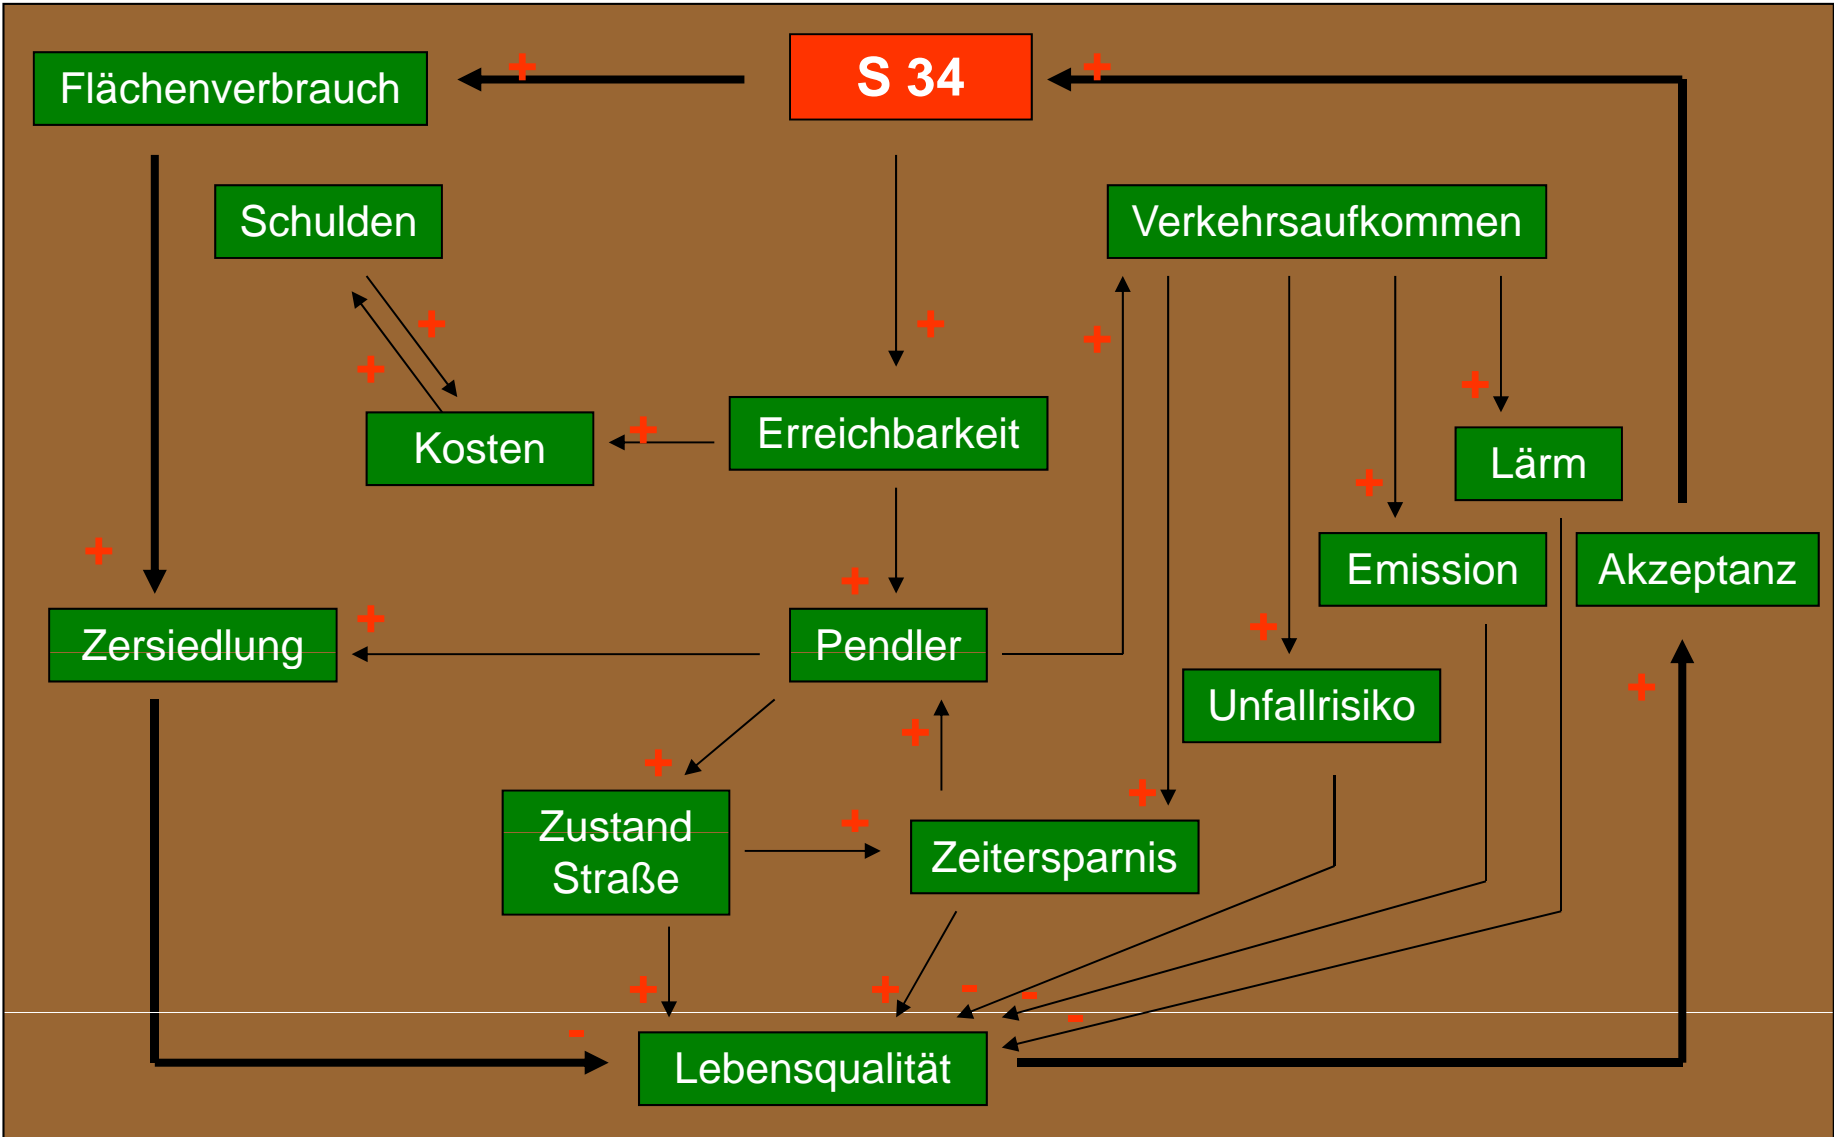 Flächenverbrauch
+
S 34
+
Schulden
Verkehrsaufkommen
+
+
+
+
+
Kosten
+
Erreichbarkeit
Lärm
+
+
Emission
Akzeptanz
+
+
+
Zersiedlung
Pendler
Unfallrisiko
+
+
+
+
+
Zustand
Straße
Zeitersparnis
+
+
-
-
-
-
Lebensqualität